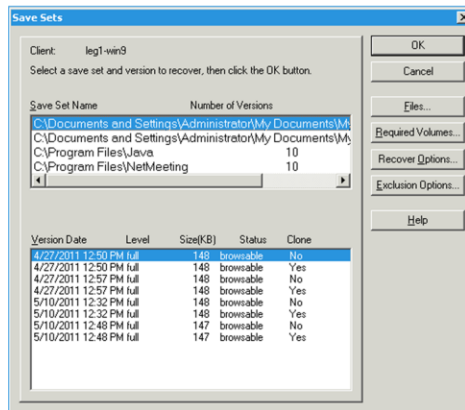 Save Sets
Client: leg1-win9
Select a save set and version to recover, then click the OK button.
Save Set Name Number of Versions
C:\Documents and Settings\Administrator\My Documents\My
C:\Documents and Settings\Administrator\My Documents\My
C:\Program Files\Java 10
C:\Program Files\NetMeeting 10
Version Date Level Size(KB) Status Clone
4/27/2011 12:50 PM full 148 browsable No
4/27/2011 12:50 PM full 148 browsable Yes
4/27/2011 12:57 PM full 148 browsable No
4/27/2011 12:57 PM full 148 browsable Yes
5/10/2011 12:32 PM full 148 browsable No
5/10/2011 12:32 PM full 148 browsable Yes
5/10/2011 12:48 PM full 147 browsable No
5/10/2011 12:48 PM full 147 browsable Yes
OK
Cancel
Files...
Required Volumes...
Recover Options...
Exclusion Options...
Help